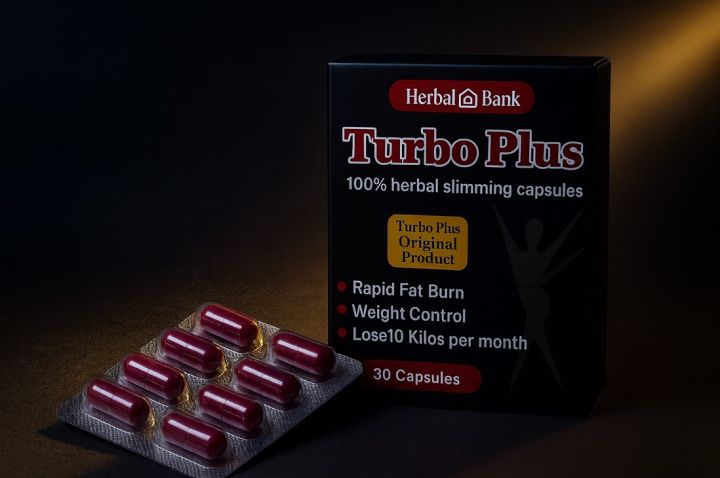 Herbal Bank
Turbo Plus
100% herbal slimming capsules
Turbo Plus
Original
Product
Rapid Fat Burn
Weight Control
Lose10 Kilos per month
30 Capsules